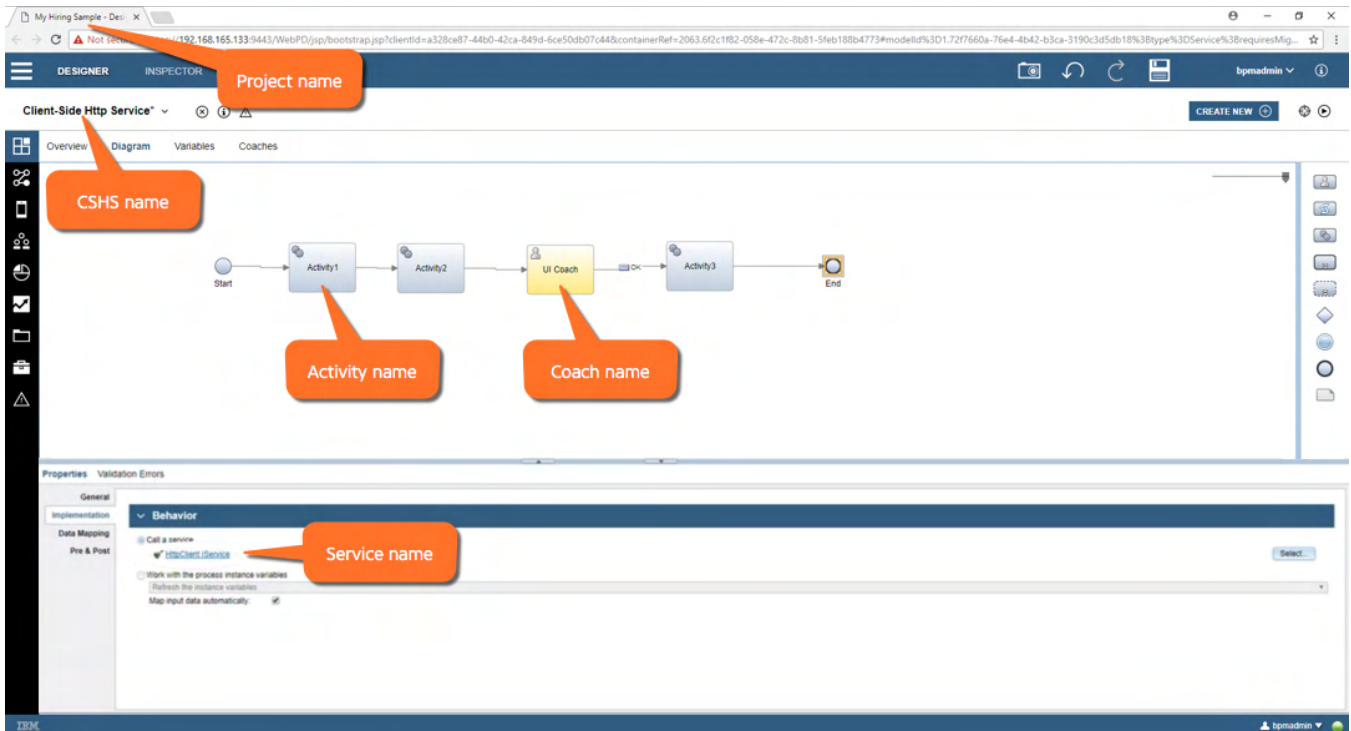 My Hiring Sample - Des
Not secu 192.168.165.133:9443/WebPD/jsp/bootstrap.jsp?clientId=a328ce87-44b0-42ca-849d-6ce50db07c44&containerRef=2063.6f2c1f82-058e-472c-8b81-5feb188b4773#modelId%3D1.72f7660a-76e4-4b42-b3ca-3190c3d5db18%3Btype%3DService%3BrequiresMig...
DESIGNER INSPECTOR bpmadmin
Project name
Client-Side Http Service* CREATE NEW
Overview Diagram Variables Coaches
CSHS name
Activity1 Activity2 UI Coach OK Activity3
Start End
Activity name Coach name
Properties Validation Errors
General
Implementation Behavior
Data Mapping Call a service
Pre & Post HttpClient iService Service name Select...
Work with the process instance variables
Refresh the instance variables
Map input data automatically:
IBM bpmadmin